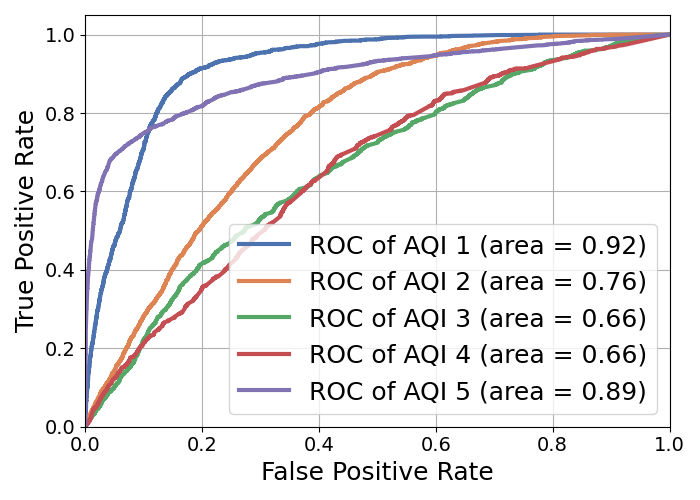 True Positive Rate
1.0
0.8
0.6
0.4
0.2
0.0
ROC of AQI 1 (area = 0.92)
ROC of AQI 2 (area = 0.76)
ROC of AQI 3 (area = 0.66)
ROC of AQI 4 (area = 0.66)
ROC of AQI 5 (area = 0.89)
0.0 0.2 0.4 0.6 0.8 1.0
False Positive Rate